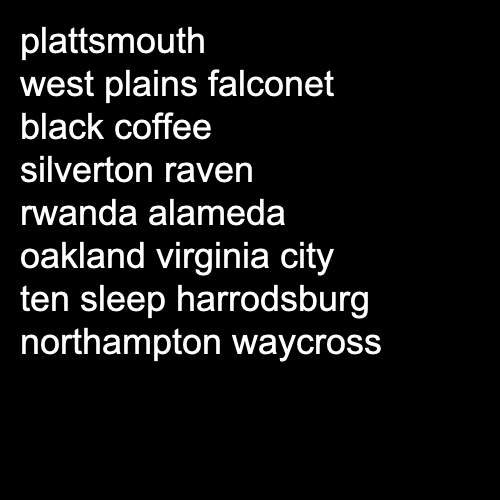 plattsmouth
west plains falconet
black coffee
silverton raven
rwanda alameda
oakland virginia city
ten sleep harrodsburg
northampton waycross